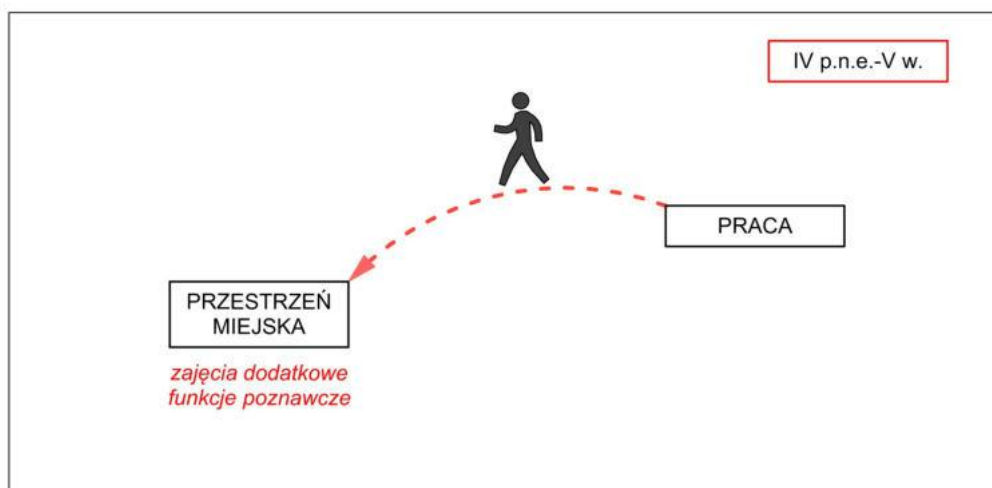 IV p.n.e.-V w.
PRACA
PRZESTRZEŃ
MIEJSKA
zajęcia dodatkowe
funkcje poznawcze